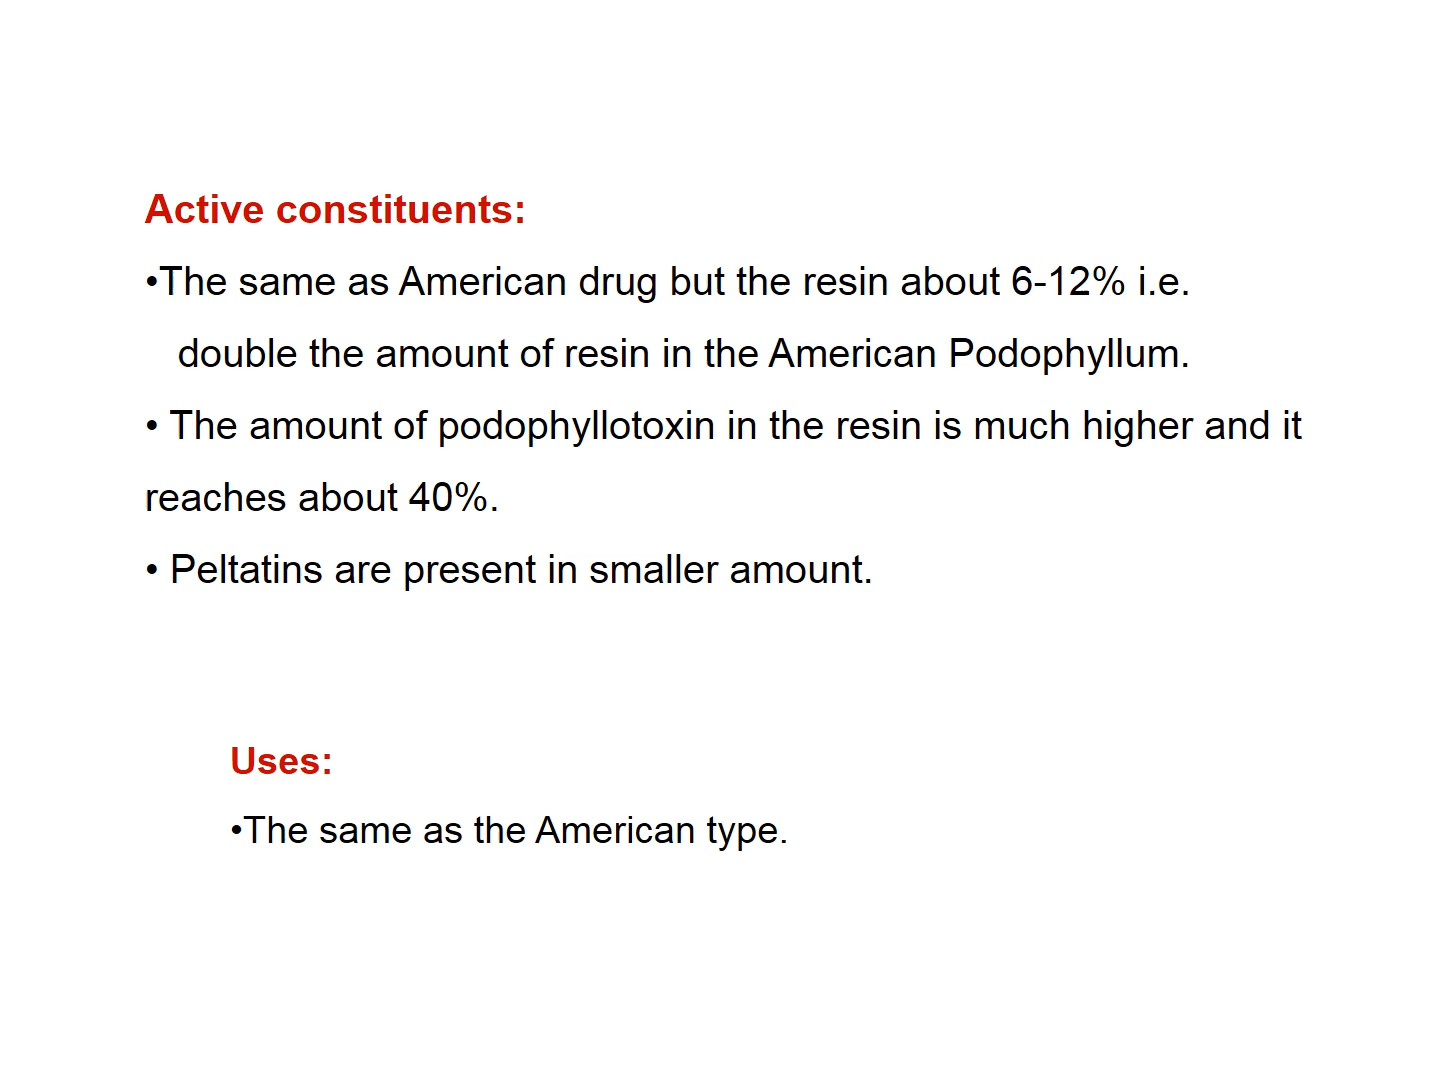 Active constituents:
•The same as American drug but the resin about 6-12% i.e.
double the amount of resin in the American Podophyllum.
• The amount of podophyllotoxin in the resin is much higher and it
reaches about 40%.
• Peltatins are present in smaller amount.
Uses:
•The same as the American type.